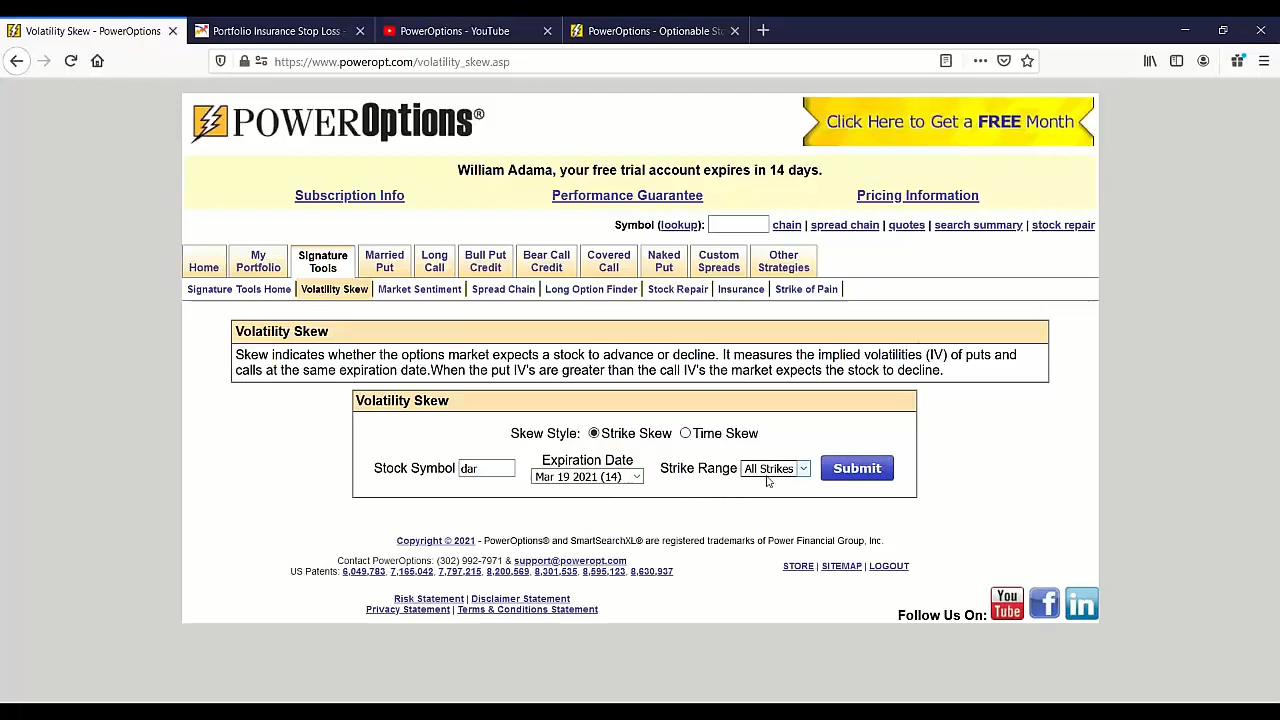 Volatility Skew - PowerOptions
Portfolio Insurance Stop Loss -
PowerOptions - YouTube
PowerOptions - Optionable Sto
https://www.poweropt.com/volatility_skew.asp
POWEROptions®
Click Here to Get a FREE Month
William Adama, your free trial account expires in 14 days.
Subscription Info Performance Guarantee Pricing Information
Symbol (lookup): chain | spread chain | quotes | search summary | stock repair
Home My Portfolio Signature Tools Married Put Long Call Bull Put Credit Bear Call Credit Covered Call Naked Put Custom Spreads Other Strategies
Signature Tools Home | Volatility Skew | Market Sentiment | Spread Chain | Long Option Finder | Stock Repair | Insurance | Strike of Pain |
Volatility Skew
Skew indicates whether the options market expects a stock to advance or decline. It measures the implied volatilities (IV) of puts and
calls at the same expiration date.When the put IV's are greater than the call IV's the market expects the stock to decline.
Volatility Skew
Skew Style: Strike Skew Time Skew
Stock Symbol dar Expiration Date Mar 19 2021 (14) Strike Range All Strikes Submit
Copyright © 2021 - PowerOptions® and SmartSearchXL® are registered trademarks of Power Financial Group, Inc.
Contact PowerOptions: (302) 992-7971 & support@poweropt.com
US Patents: 6,049,783, 7,165,042, 7,797,215, 8,200,569, 8,301,535, 8,595,123, 8,630,937
STORE | SITEMAP | LOGOUT
Risk Statement | Disclaimer Statement
Privacy Statement | Terms & Conditions Statement
Follow Us On: You Tube f in